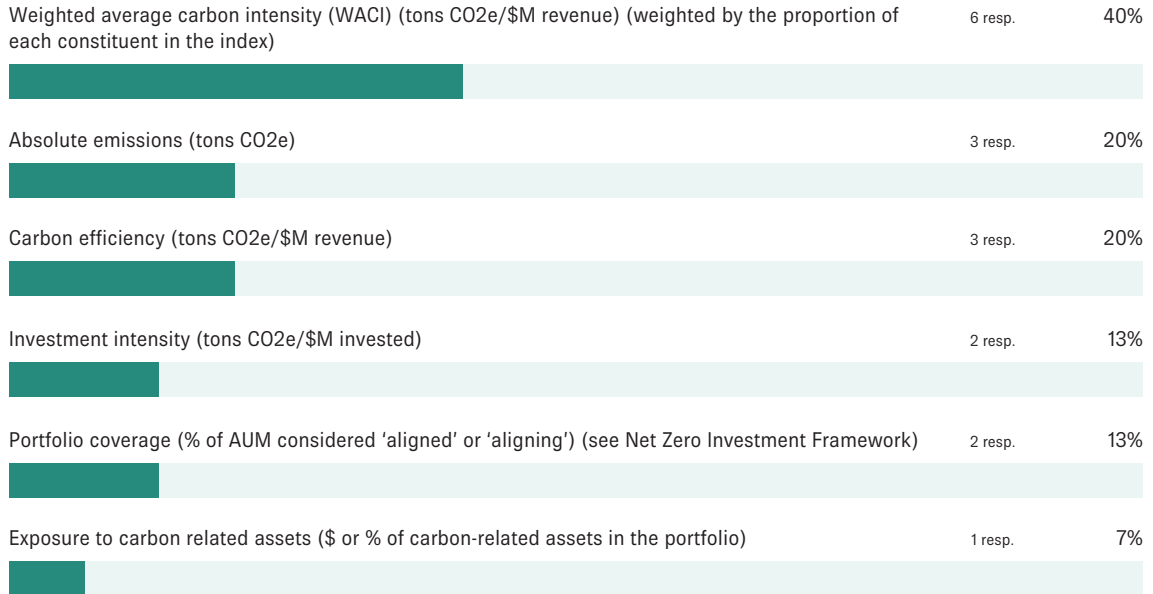 Weighted average carbon intensity (WACI) (tons CO2e/$M revenue) (weighted by the proportion of 6 resp. 40%
each constituent in the index)
Absolute emissions (tons CO2e) 3 resp. 20%
Carbon efficiency (tons CO2e/$M revenue) 3 resp. 20%
Investment intensity (tons CO2e/$M invested) 2 resp. 13%
Portfolio coverage (% of AUM considered ‘aligned’ or ‘aligning’) (see Net Zero Investment Framework) 2 resp. 13%
Exposure to carbon related assets ($ or % of carbon-related assets in the portfolio) 1 resp. 7%